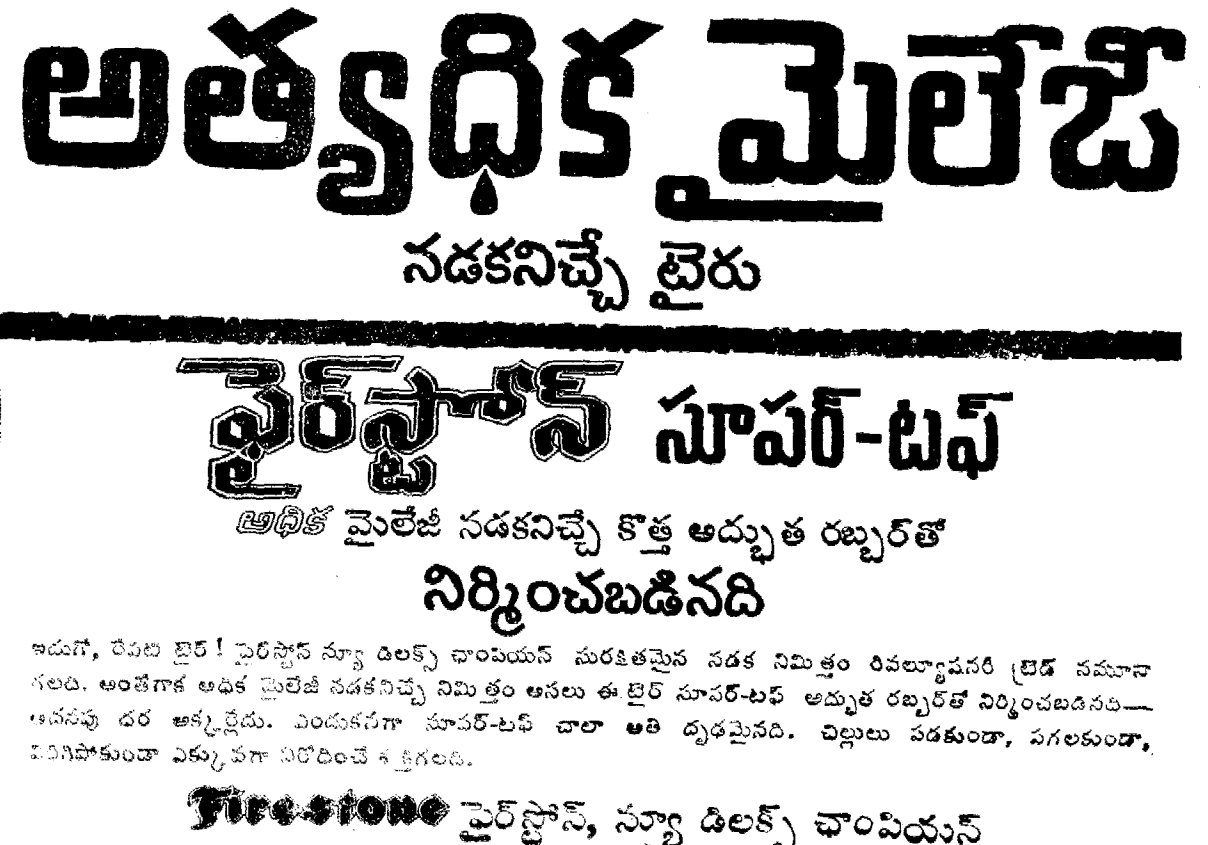 అత్యధిక మైలేజీ
నడకనిచ్చే టైరు
ఫైర్‌స్టోన్ సూపర్-టఫ్
అధిక మైలేజీ నడకనిచ్చే కొత్త అద్భుత రబ్బర్‌తో
నిర్మించబడినది
ఇదుగో, రేపటి టైర్! ఫైర్‌స్టోన్ న్యూ డిలక్స్ ఛాంపియన్ సురక్షితమైన నడక నిమిత్తం రివల్యూషనరీ ట్రెడ్ నమూనా
గలది. అంతేగాక అధిక మైలేజీ నడకనిచ్చే నిమిత్తం అసలు ఈ టైర్ సూపర్-టఫ్ అద్భుత రబ్బర్‌తో నిర్మించబడినది—
అదనపు ధర అక్కర్లేదు. ఎందుకనగా సూపర్-టఫ్ చాలా అతి దృఢమైనది. చిల్లులు పడకుండా, పగలకుండా,
విరిగిపోకుండా ఎక్కువగా నిరోధించే శక్తిగలది.
Firestone ఫైర్‌స్టోన్, న్యూ డిలక్స్ ఛాంపియన్